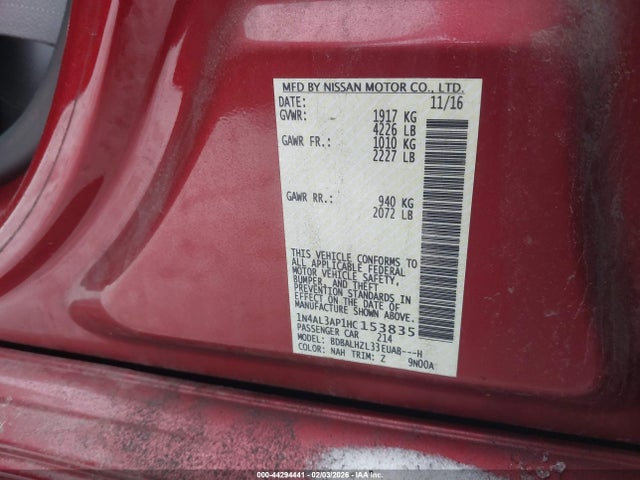 MFD BY NISSAN MOTOR CO., LTD.
DATE: 11/16
GVWR: 1917 KG
4226 LB
GAWR FR.: 1010 KG
2227 LB
GAWR RR.: 940 KG
2072 LB
THIS VEHICLE CONFORMS TO
ALL APPLICABLE FEDERAL
MOTOR VEHICLE SAFETY,
BUMPER, AND THEFT
PREVENTION STANDARDS IN
EFFECT ON THE DATE OF
MANUFACTURE SHOWN ABOVE.
1N4AL3AP1HC153835
PASSENGER CAR 214
MODEL: BDBALHZL33EUAB---H
COLOR: NAH TRIM: Z 9N00A
000-44294441 - 02/03/2026 - IAAI.COM